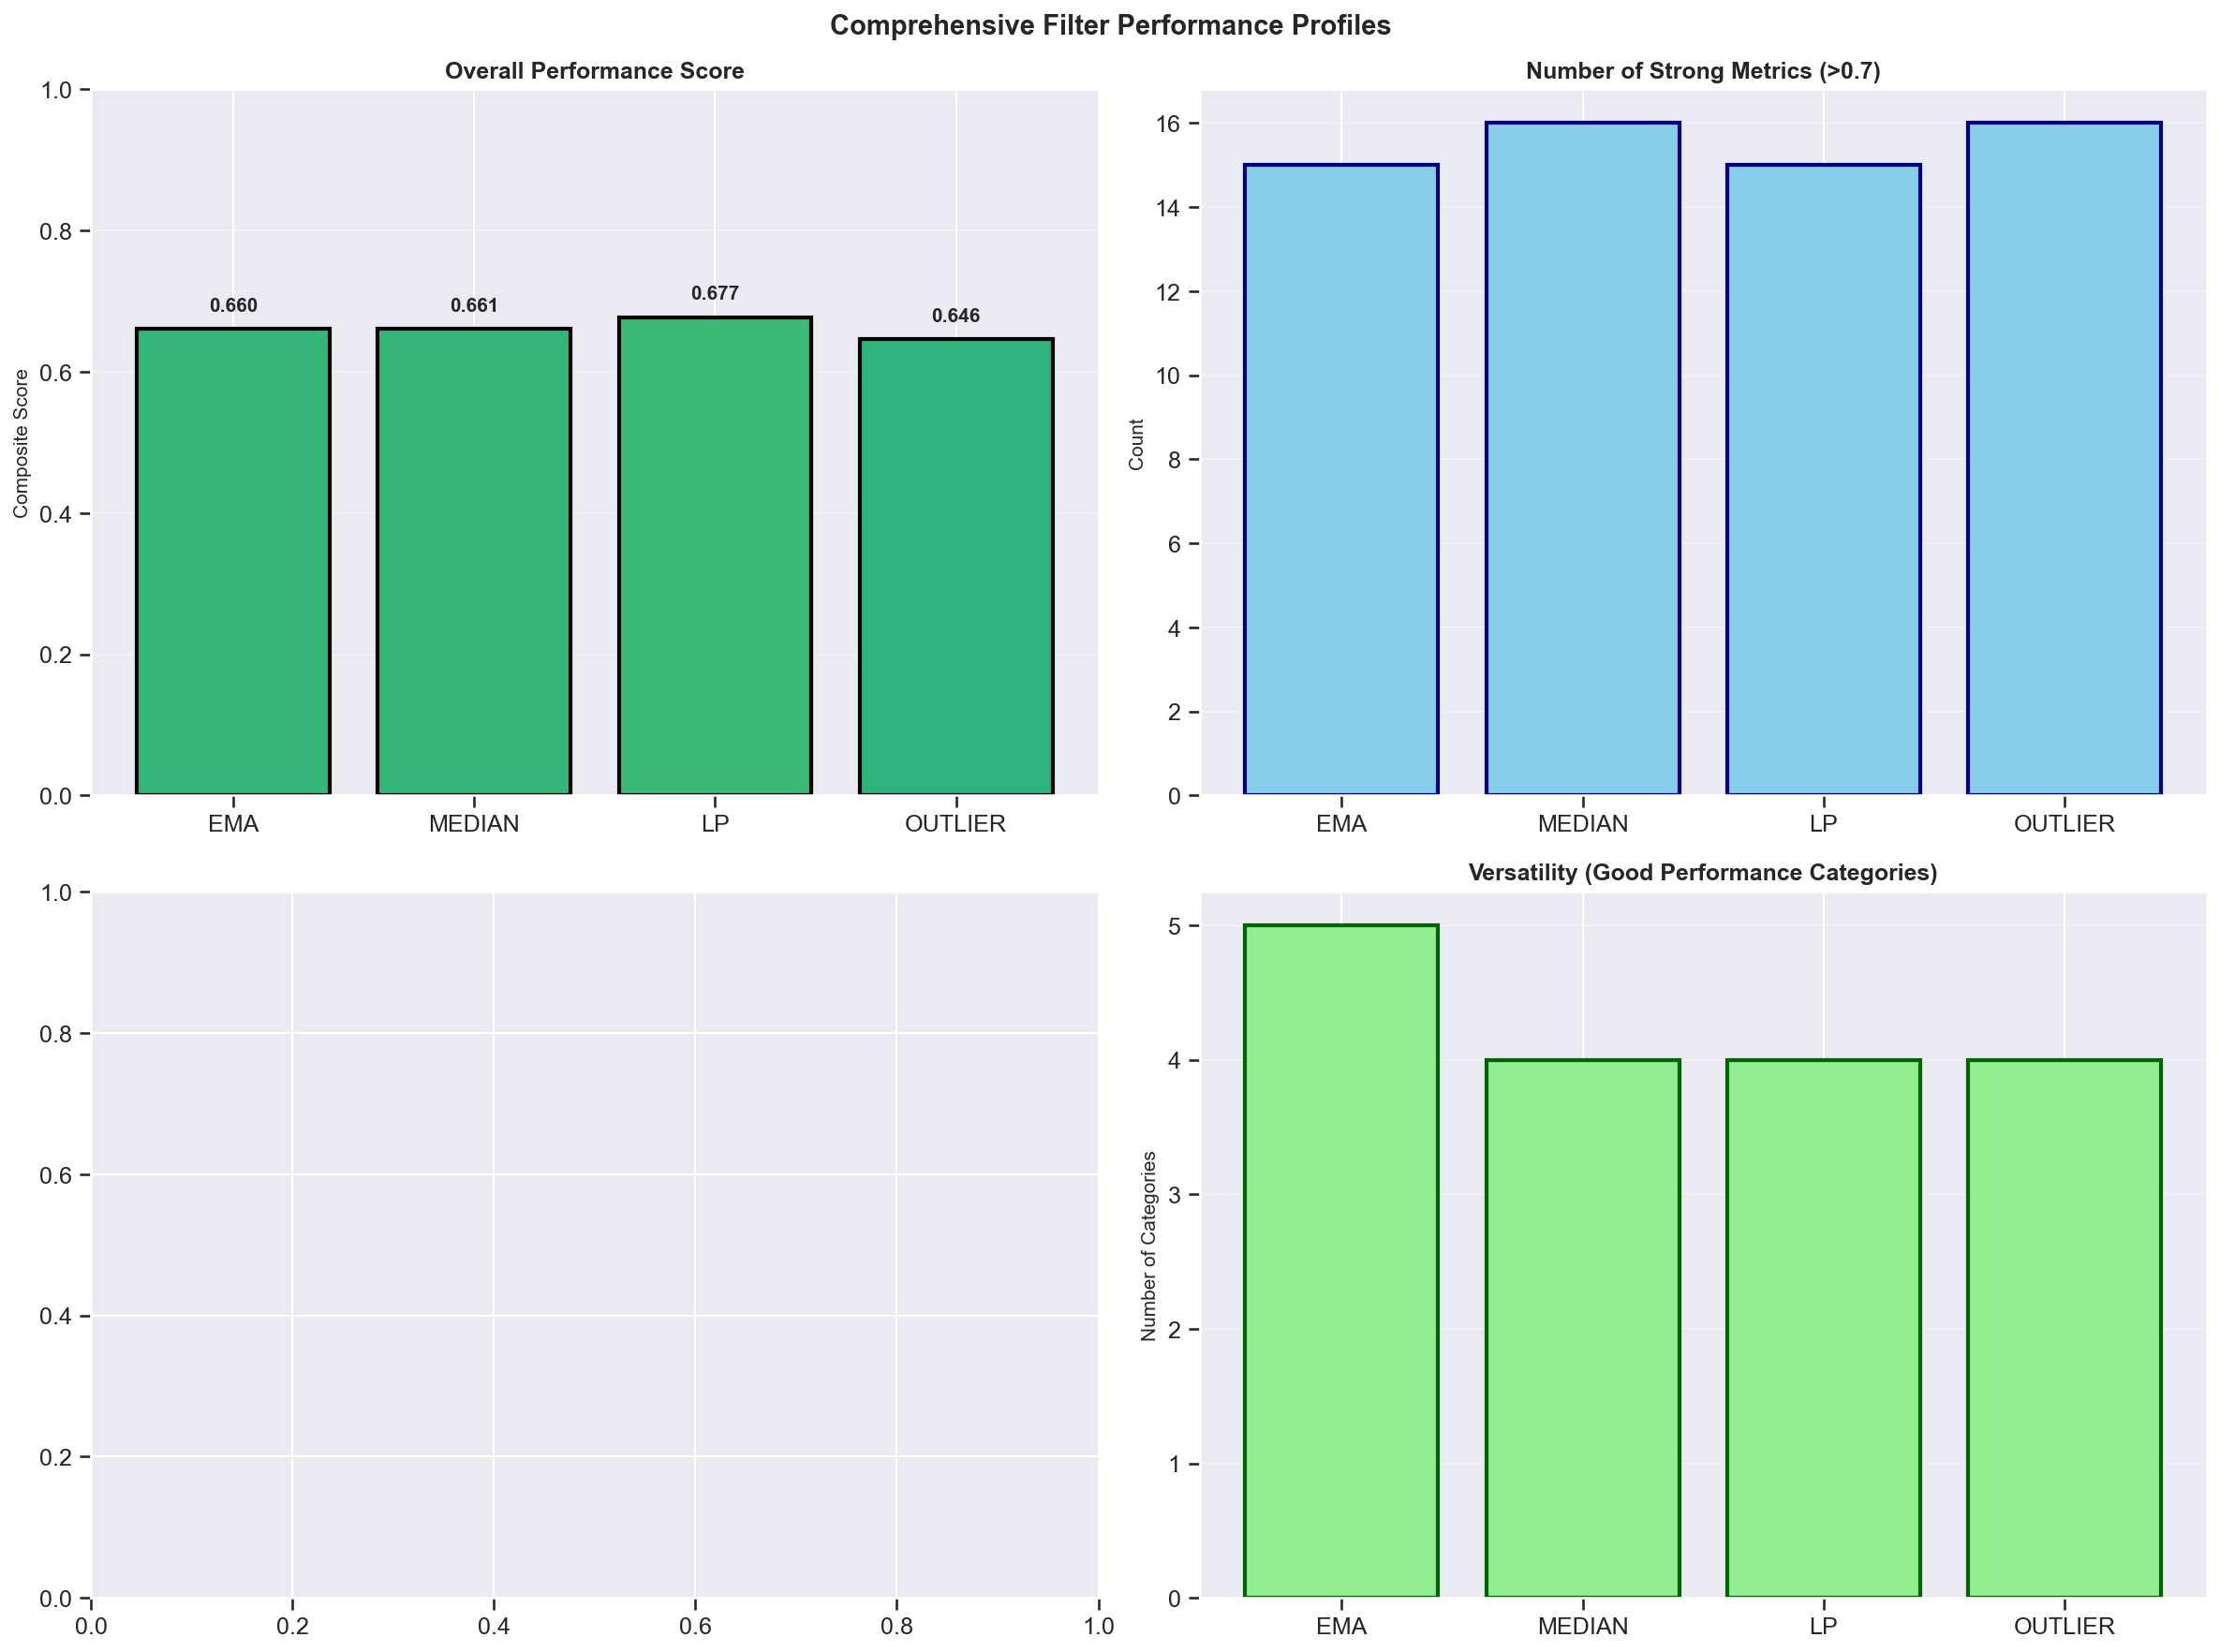 Comprehensive Filter Performance Profiles
Overall Performance Score
Composite Score
1.0
0.8
0.6
0.4
0.2
0.0
0.660
0.661
0.677
0.646
EMA MEDIAN LP OUTLIER
Number of Strong Metrics (>0.7)
Count
16
14
12
10
8
6
4
2
0
EMA MEDIAN LP OUTLIER
1.0
0.8
0.6
0.4
0.2
0.0
0.0 0.2 0.4 0.6 0.8 1.0
Versatility (Good Performance Categories)
Number of Categories
5
4
3
2
1
0
EMA MEDIAN LP OUTLIER